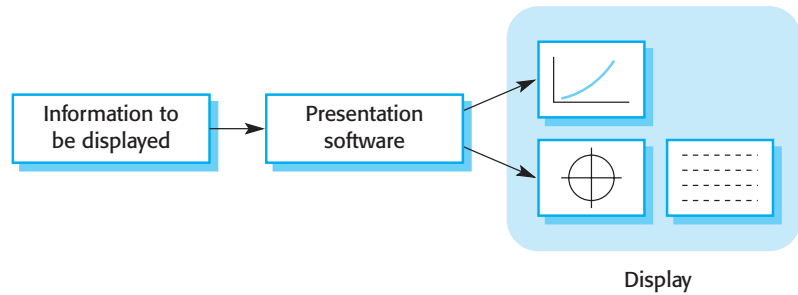 Information to
be displayed
Presentation
software
Display